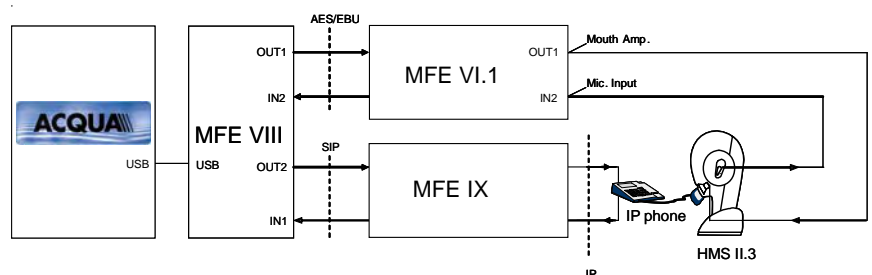 AES/EBU
OUT1
OUT1
Mouth Amp.
MFE VI.1
Mic. Input
IN2
IN2
ACQUA
MFE VIII
SIP
USB
USB
OUT2
MFE IX
IP phone
IN1
HMS II.3
IP